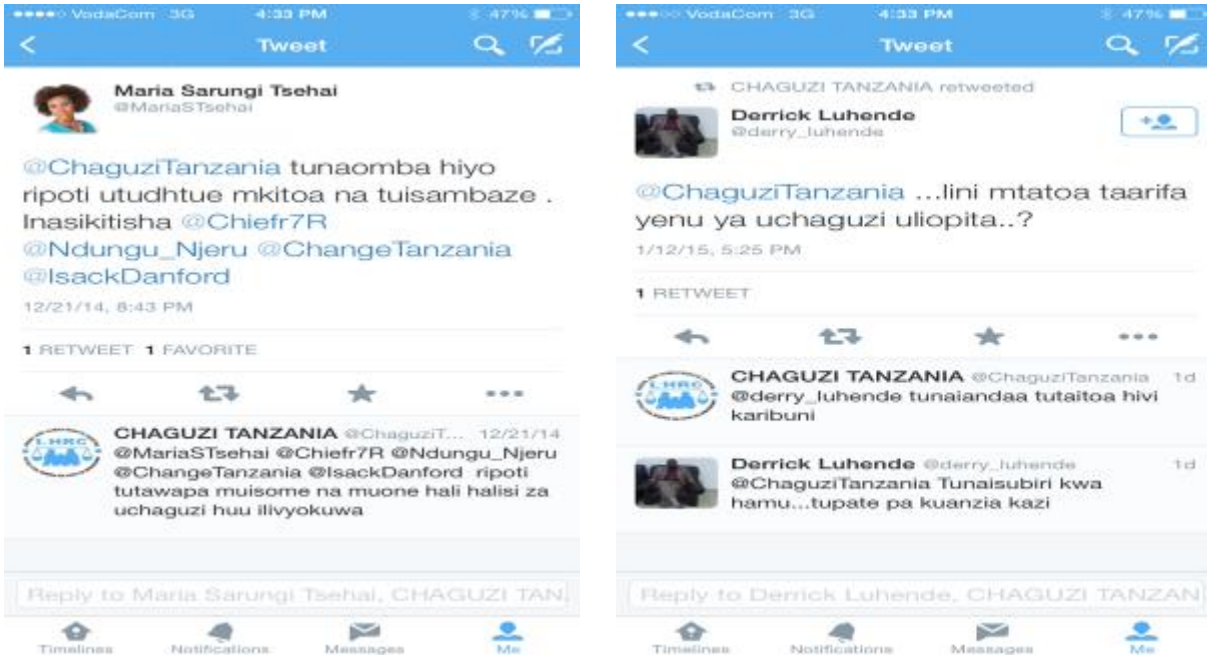 VodaCom 3G 4:33 PM 47%
Tweet
Maria Sarungi Tsehai
@MariaSTsehai
@ChaguziTanzania tunaomba hiyo
ripoti utudhtue mkitoa na tuisambaze .
Inasikitisha @Chiefr7R
@Ndungu_Njeru @ChangeTanzania
@IsackDanford
12/21/14, 8:43 PM
1 RETWEET 1 FAVORITE
LHRC
CHAGUZI TANZANIA @ChaguziT... 12/21/14
@MariaSTsehai @Chiefr7R @Ndungu_Njeru
@ChangeTanzania @IsackDanford ripoti
tutawapa muisome na muone hali halisi za
uchaguzi huu ilivyokuwa
Reply to Maria Sarungi Tsehai, CHAGUZI TAN
Timelines Notifications Messages Me
VodaCom 3G 4:33 PM 47%
Tweet
CHAGUZI TANZANIA retweeted
Derrick Luhende
@derry_luhende
@ChaguziTanzania ...lini mtatoa taarifa
yenu ya uchaguzi uliopita..?
1/12/15, 5:25 PM
1 RETWEET
LHRC
CHAGUZI TANZANIA @ChaguziTanzania 1d
@derry_luhende tunaiandaa tutaitoa hivi
karibuni
Derrick Luhende @derry_luhende 1d
@ChaguziTanzania Tunaisubiri kwa
hamu...tupate pa kuanzia kazi
Reply to Derrick Luhende, CHAGUZI TANZAN
Timelines Notifications Messages Me